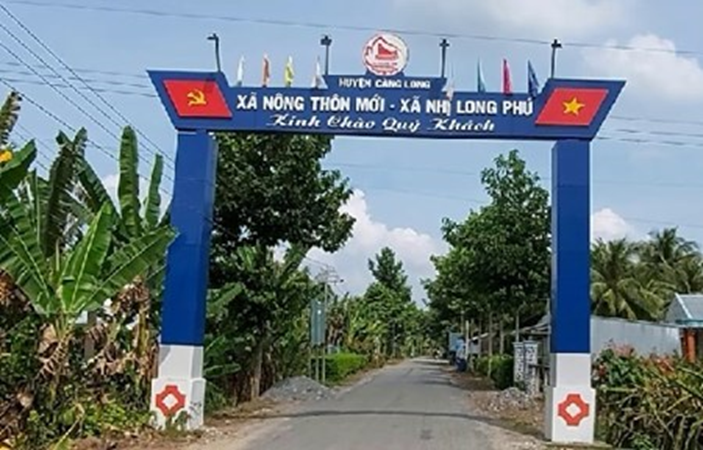 HUYỆN CÀNG LONG
XÃ NÔNG THÔN MỚI - XÃ NHỊ LONG PHÚ
Kính Chào Quý Khách